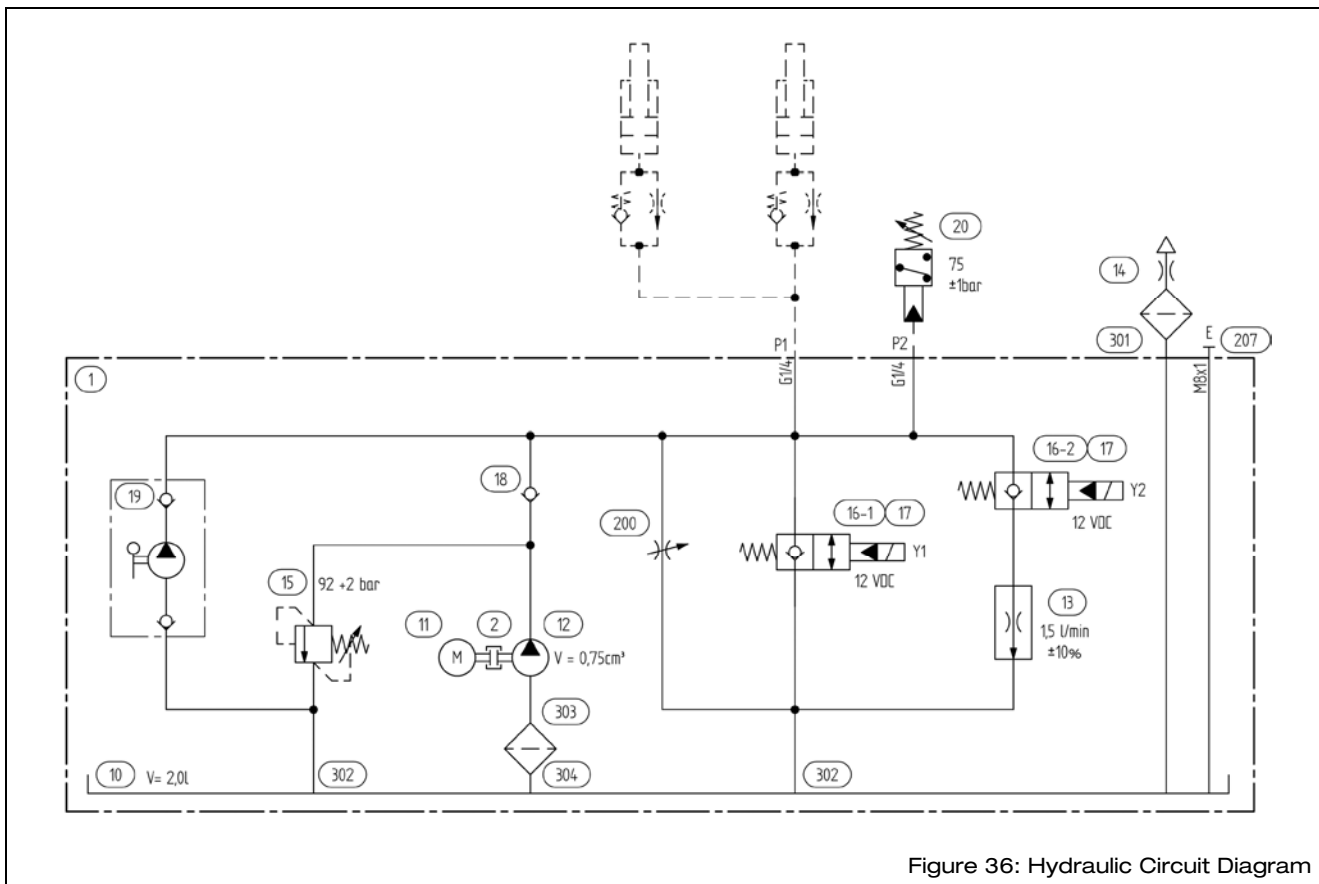 20
75
±1bar
14
P1
P2
301
E
207
1
G1/4
G1/4
M8x1
16-2
17
19
18
Y2
16-1
17
12 VDC
200
Y1
15
92 +2 bar
12 VDC
11
2
12
13
M
V = 0,75cm³
1,5 l/min
±10%
303
10
V= 2,0l
302
304
302
Figure 36: Hydraulic Circuit Diagram